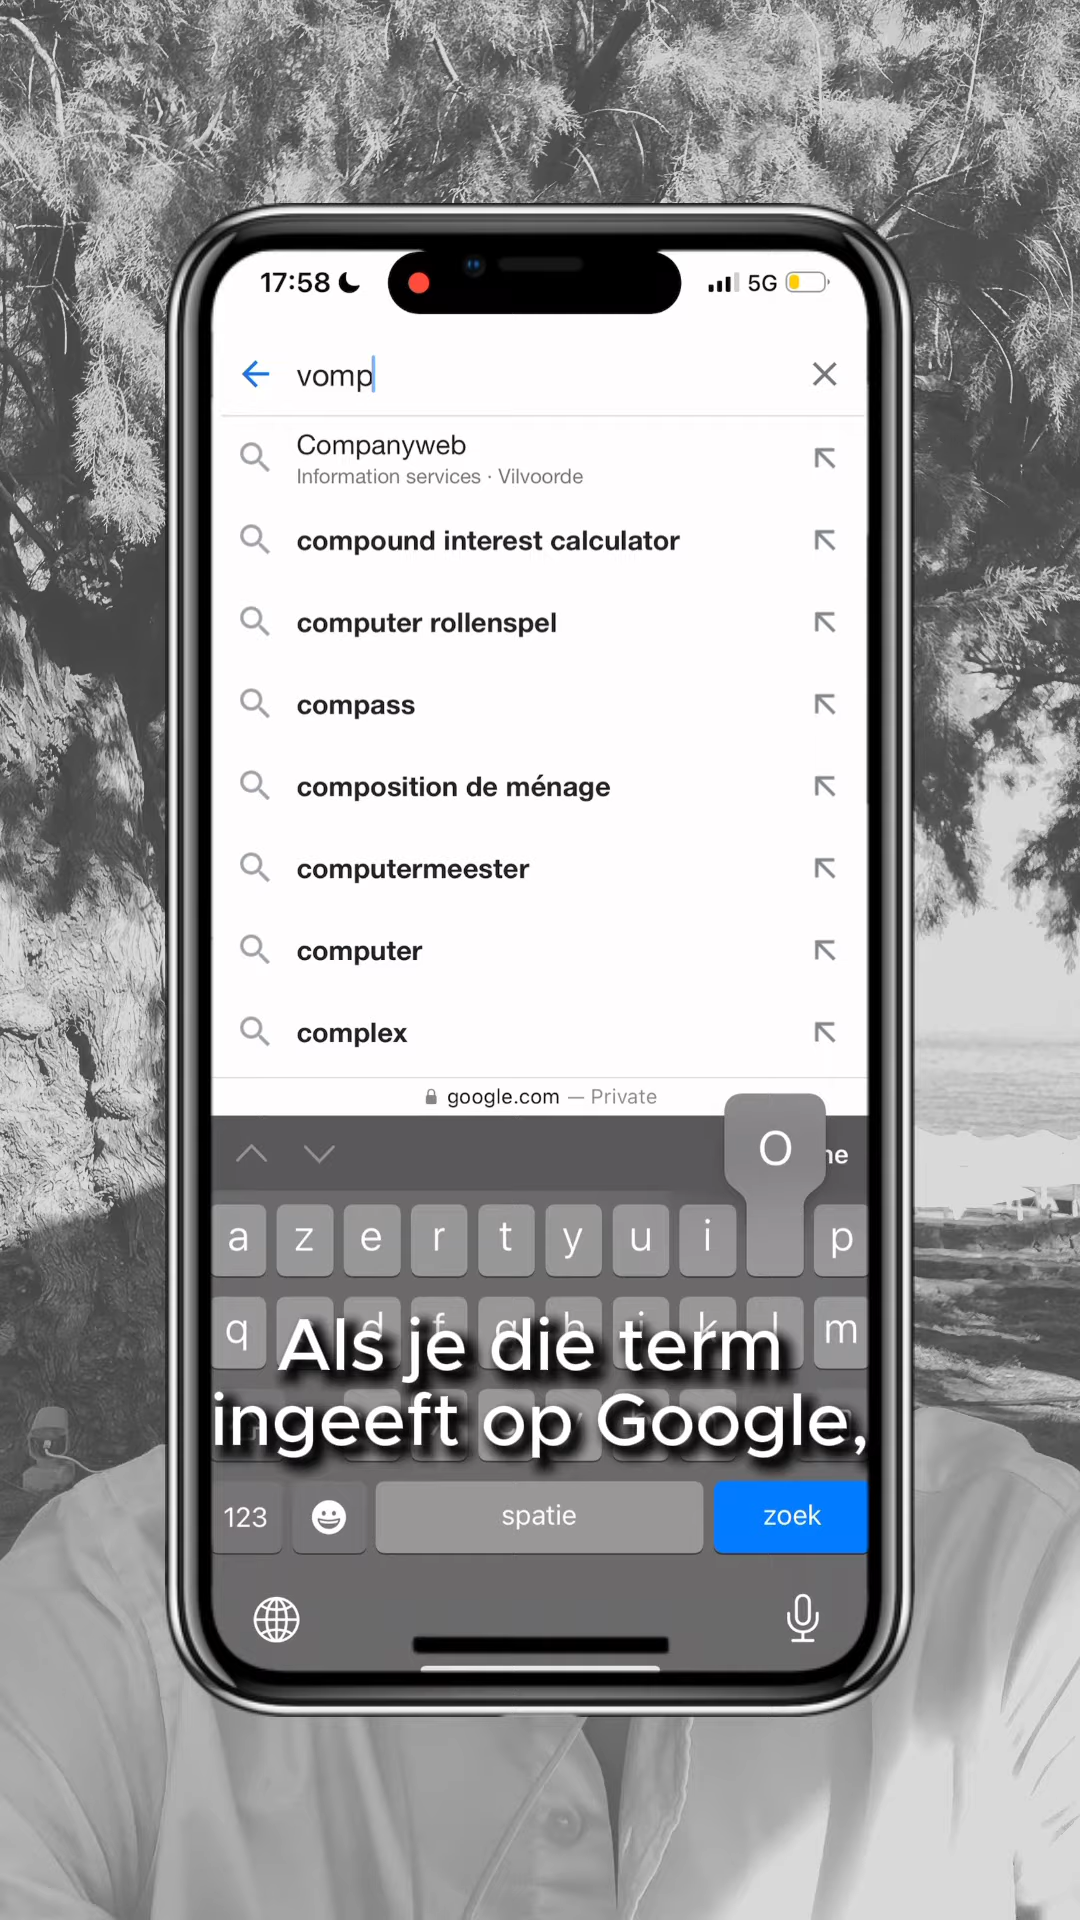 17:58
5G
vomp
Companyweb
Information services · Vilvoorde
compound interest calculator
computer rollenspel
compass
composition de ménage
computermeester
computer
complex
google.com — Private
O
a z e r t y u i p
q d f g h j k l m
Als je die term
ingeeft op Google,
123 spatie zoek